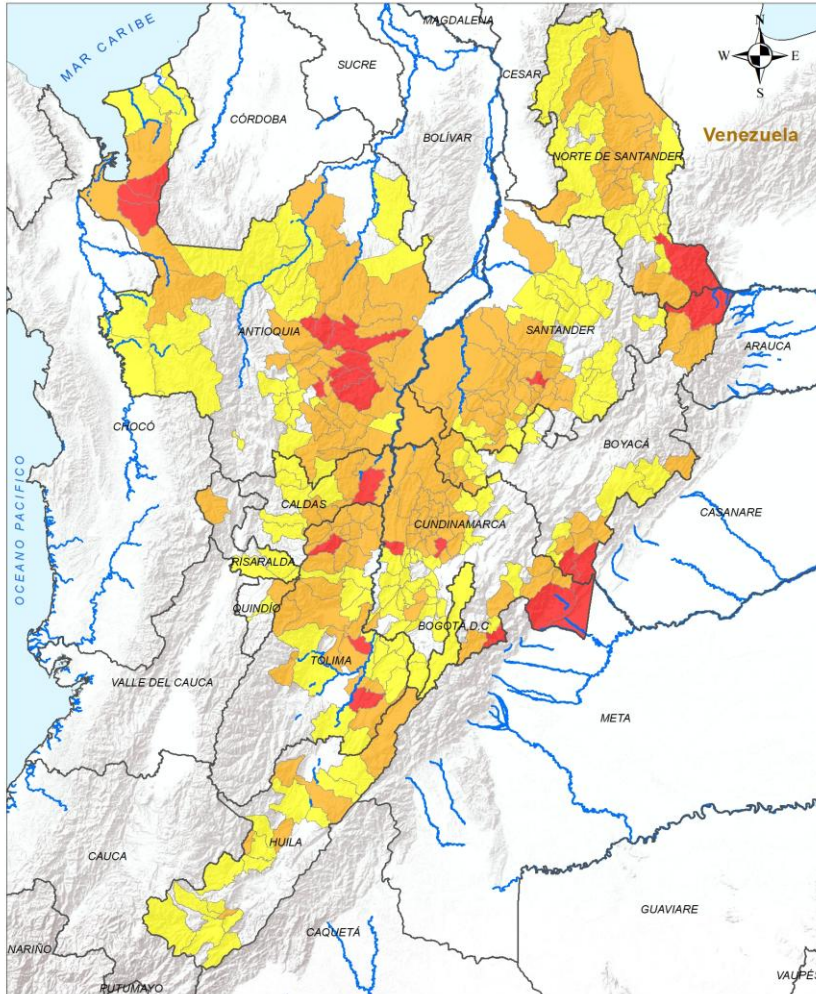 MAGDALENA
MAR CARIBE
N
W
E
S
SUCRE
CESAR
CÓRDOBA
BOLÍVAR
Venezuela
NORTE DE SANTANDER
ANTIOQUIA
SANTANDER
ARAUCA
CHOCÓ
BOYACÁ
OCEANO PACIFICO
CALDAS
CUNDINAMARCA
CASANARE
RISARALDA
QUINDÍO
BOGOTÁ, D.C
TOLIMA
VALLE DEL CAUCA
META
HUILA
CAUCA
GUAVIARE
CAQUETÁ
NARIÑO
PUTUMAYO
VAUPÉS